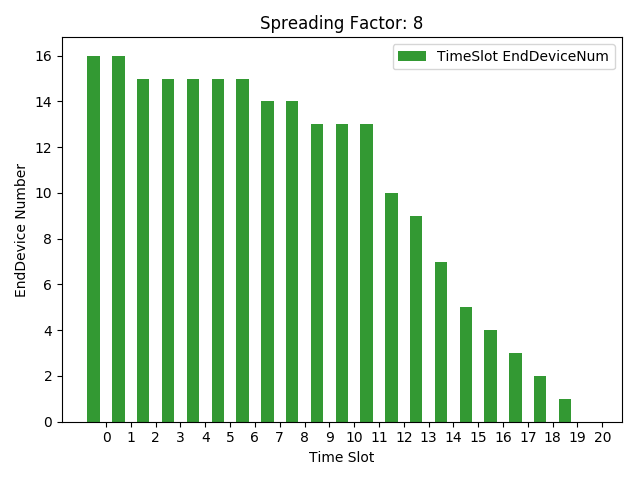 Spreading Factor: 8
TimeSlot EndDeviceNum
EndDevice Number
16
14
12
10
8
6
4
2
0
0 1 2 3 4 5 6 7 8 9 10 11 12 13 14 15 16 17 18 19 20
Time Slot